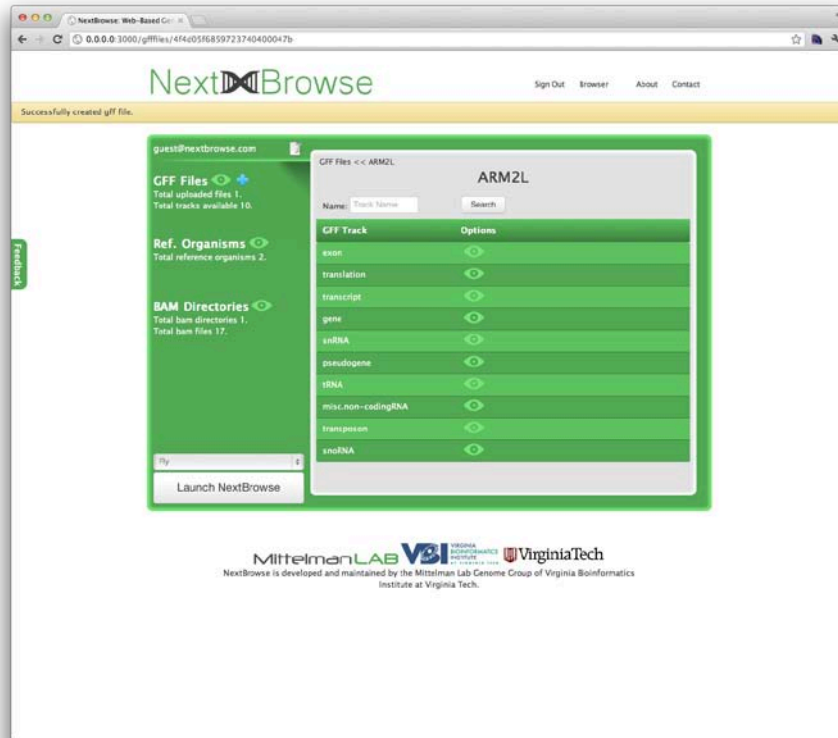 NextBrowse: Web-Based Ger
0.0.0.0:3000/gfffiles/4f4d05f6859723740400047b
NextBrowse
Sign Out Browser About Contact
Successfully created gff file.
guest@nextbrowse.com
GFF Files
Total uploaded files 1.
Total tracks available 10.
Ref. Organisms
Total reference organisms 2.
BAM Directories
Total bam directories 1.
Total bam files 17.
Fly
Launch NextBrowse
Feedback
GFF Files << ARM2L
ARM2L
Name: Track Name Search
GFF Track Options
exon
translation
transcript
gene
snRNA
pseudogene
tRNA
misc.non-codingRNA
transposon
snoRNA
MittelmanLAB VBI VIRGINIA BIOINFORMATICS INSTITUTE AT VIRGINIA TECH VirginiaTech
NextBrowse is developed and maintained by the Mittelman Lab Genome Group of Virginia Bioinformatics
Institute at Virginia Tech.